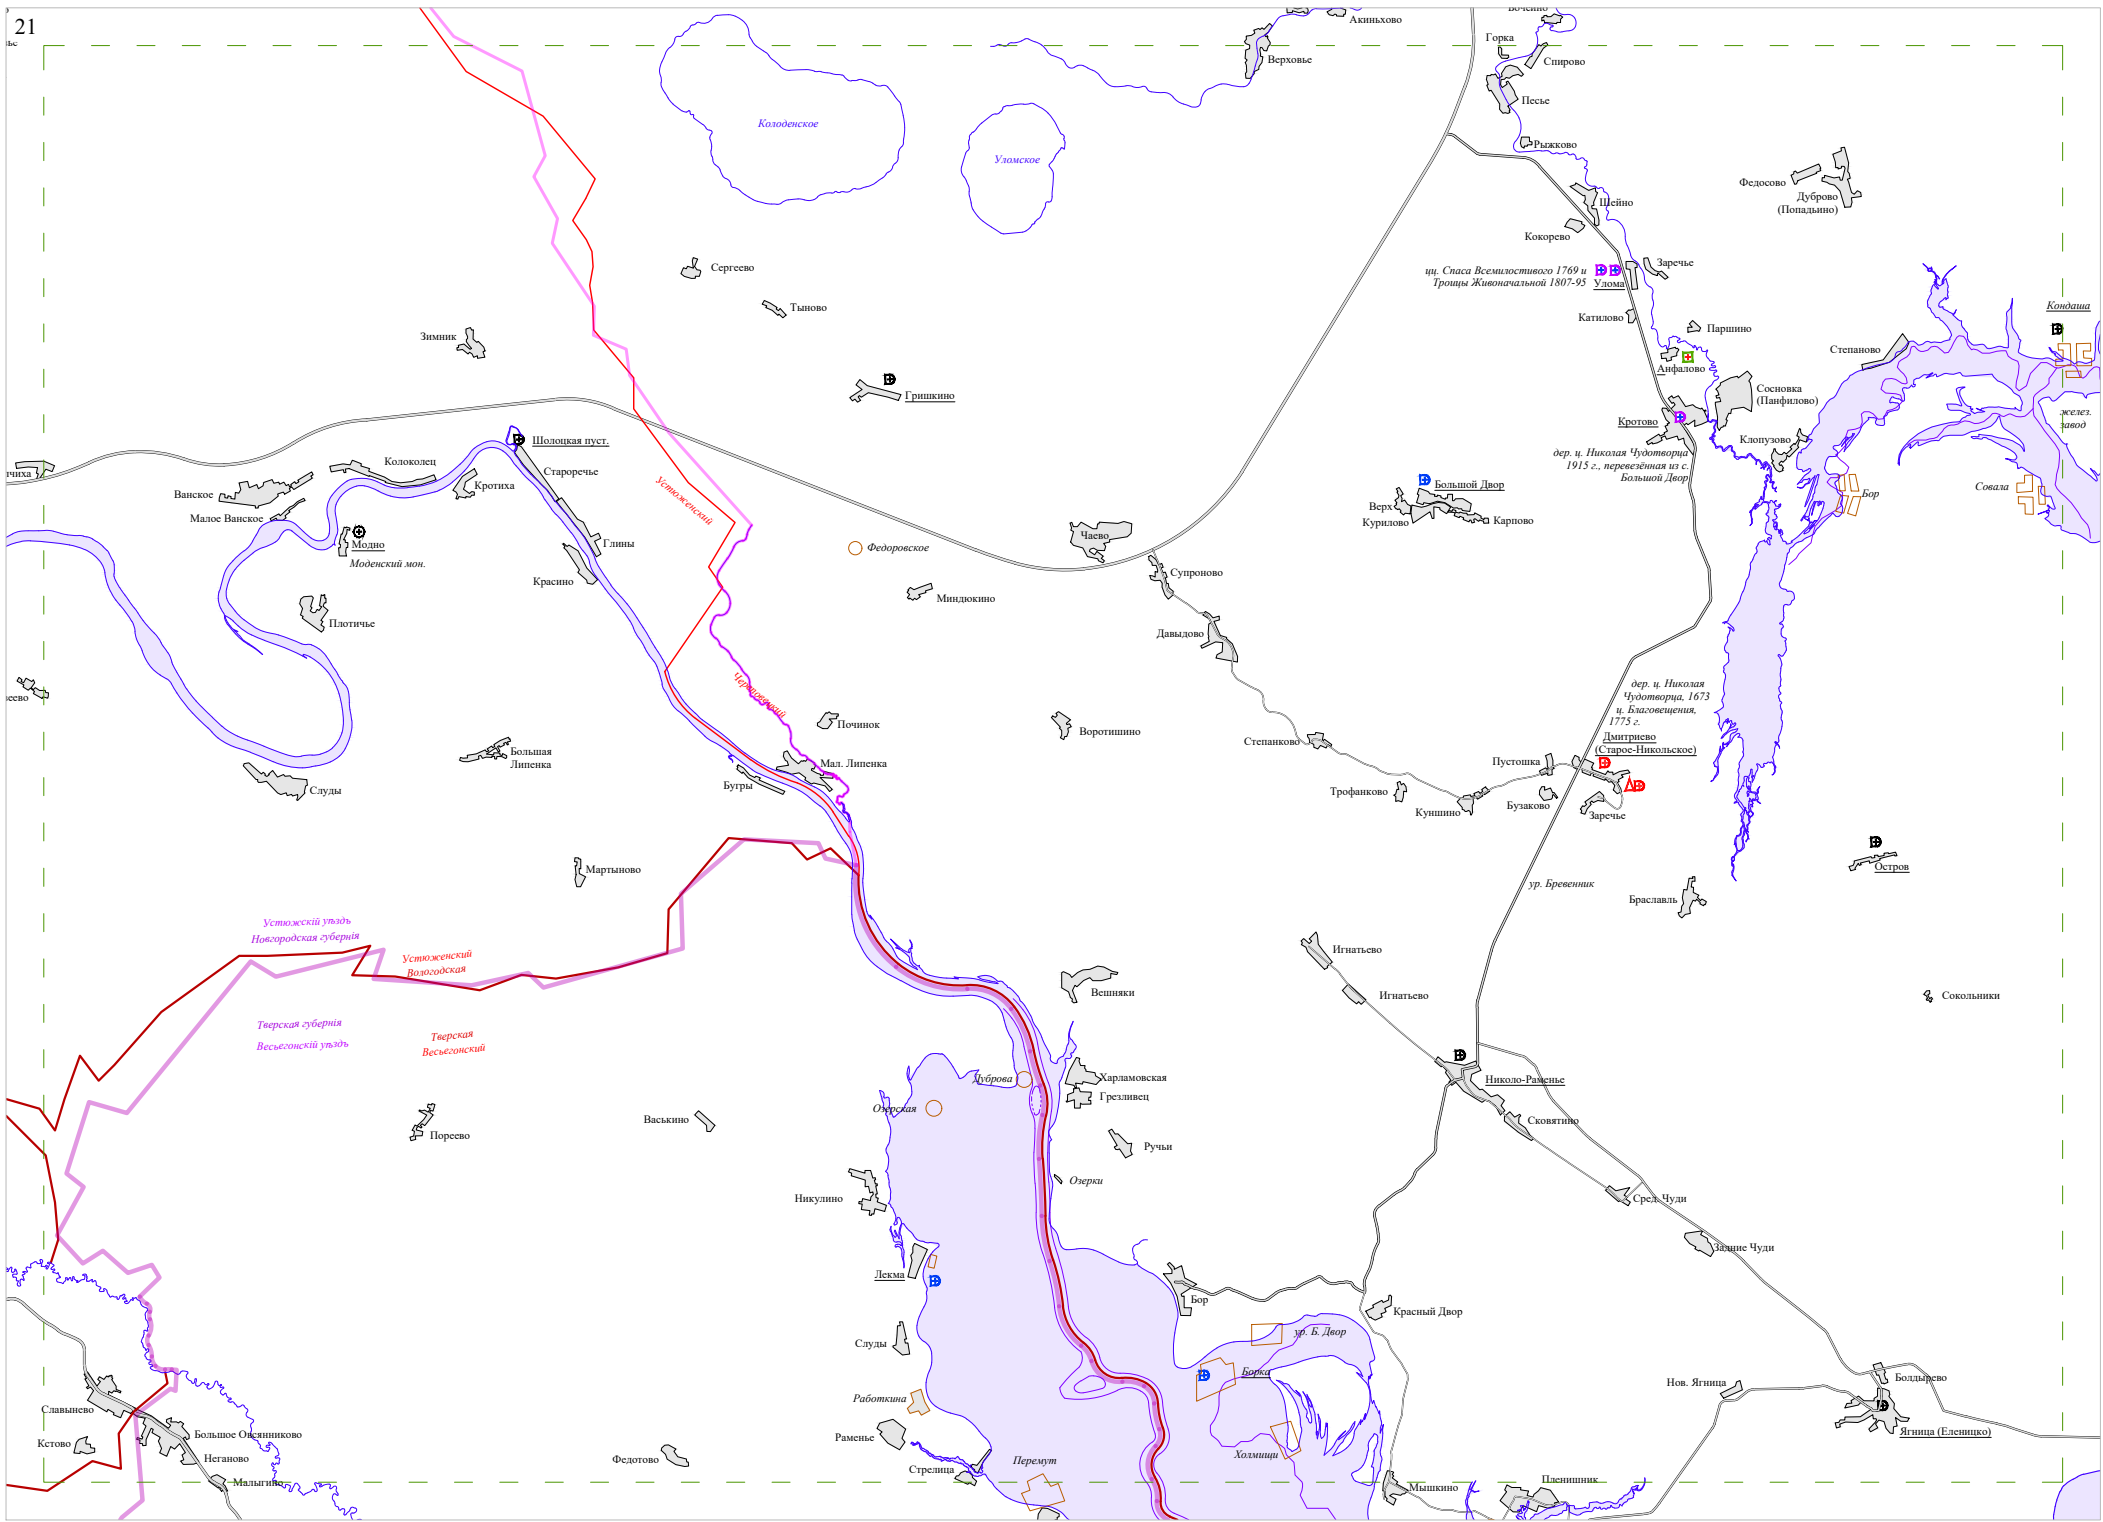 21
Акиньхово
Верховье
Горка
Спирово
Песье
Рыжково
Колоденское
Уломское
Федосово
Дуброво
(Попадьино)
Шейно
Кокорево
Заречье
цц. Спаса Всемилостивого 1769 и
Троицы Живоначальной 1807-95
Улома
Сергеево
Тыново
Катилово
Паршино
Кондаша
Зимник
Степаново
Анфалово
Гришкино
Сосновка
(Панфилово)
желез.
завод
Кротово
Шолоцкая пуст.
Клопузово
дер. ц. Николая Чудотворца
1915 г., перевезённая из с.
Большой Двор
Колоколец
Староречье
Кротиха
Ванское
Малое Ванское
Устюженский
Большой Двор
Верх
Курилово
Карпово
Бор
Совала
Модно
Моденский мон.
Глины
Красино
Федоровское
Чаево
Супроново
Миндюкино
Плотичье
Давыдово
Череповецкий
дер. ц. Николая
Чудотворца, 1673
ц. Благовещения,
1775 г.
Дмитриево
(Старое-Никольское)
Починок
Воротишино
Степанково
Большая
Липенка
Мал. Липенка
Пустошка
Бугры
Слуды
Трофанково
Куншино
Бузаково
Заречье
Мартыново
Остров
ур. Бревенник
Браславль
Устюжскій уѣздъ
Новгородская губернія
Устюженский
Вологодская
Игнатьево
Вешняки
Игнатьево
Сокольники
Тверская губернія
Весьегонскій уѣздъ
Тверская
Весьегонский
Дуброва
Харламовская
Николо-Раменье
Озерская
Грезливец
Васькино
Пореево
Сковятино
Ручьи
Озерки
Никулино
Сред. Чуди
Задние Чуди
Лекма
Бор
Красный Двор
Слуды
ур. Б. Двор
Борка
Болдырево
Нов. Ягница
Работкина
Славынево
Большое Овсянниково
Ягница (Еленицко)
Раменье
Кстово
Неганово
Холмищи
Федотово
Перемут
Стрелица
Малыгино
Мышкино
Пленишник